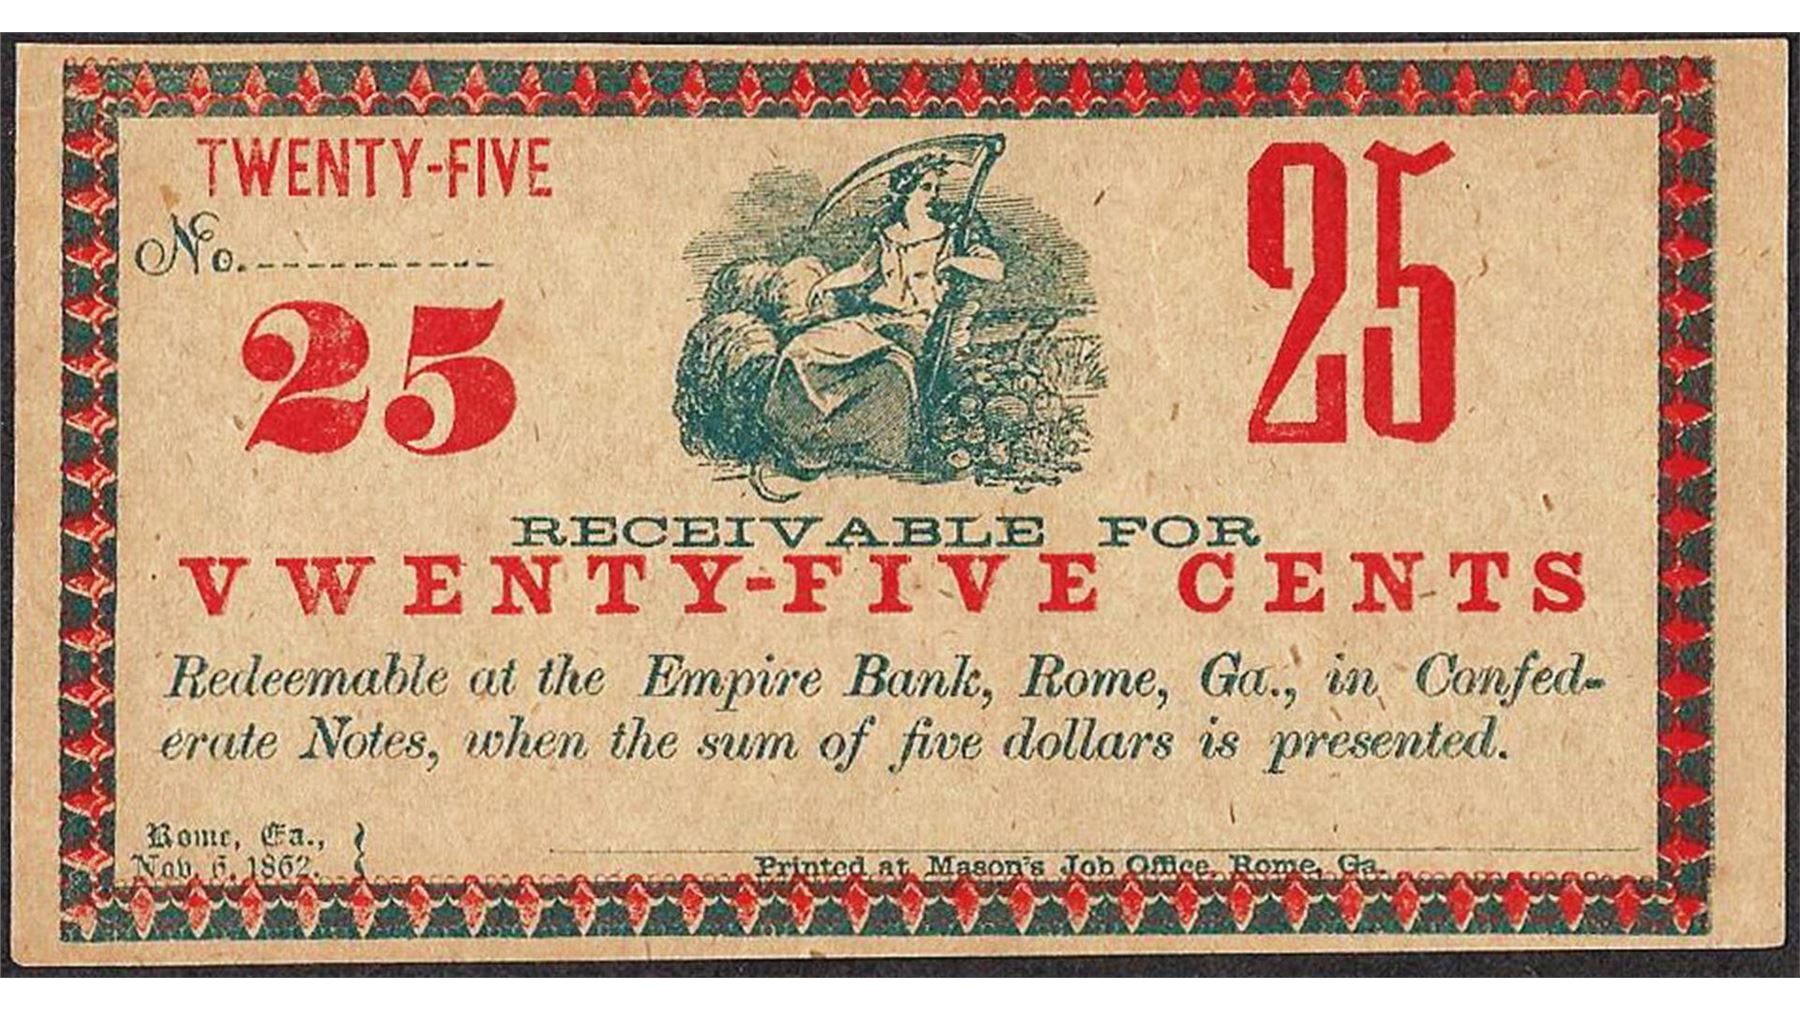 TWENTY-FIVE
No.
25
25
RECEIVABLE FOR
VWENTY-FIVE CENTS
Redeemable at the Empire Bank, Rome, Ga., in Confed-
erate Notes, when the sum of five dollars is presented.
Rome, Ga.,
Nov. 6, 1862.
Printed at Mason's Job Office, Rome, Ga.